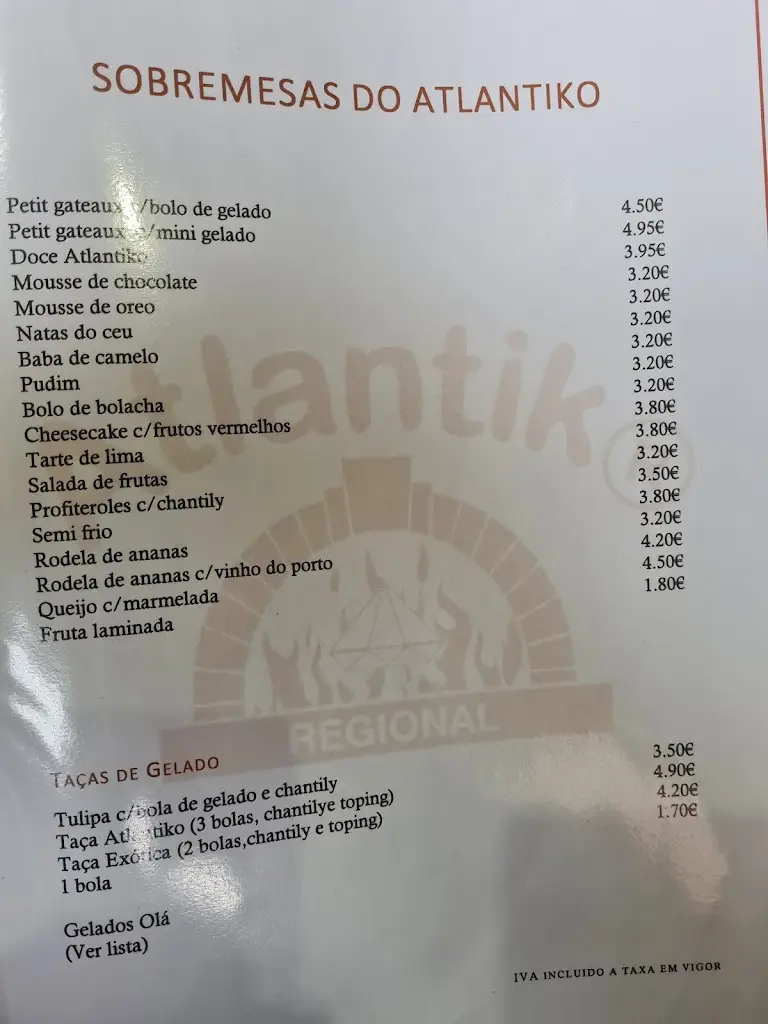 SOBREMESAS DO ATLANTIKO
Petit gateaux c/bolo de gelado 4.50€
Petit gateaux c/mini gelado 4.95€
Doce Atlantiko 3.95€
Mousse de chocolate 3.20€
Mousse de oreo 3.20€
Natas do ceu 3.20€
Baba de camelo 3.20€
Pudim 3.20€
Bolo de bolacha 3.20€
Cheesecake c/frutos vermelhos 3.80€
Tarte de lima 3.80€
Salada de frutas 3.20€
Profiteroles c/chantily 3.50€
Semi frio 3.80€
Rodela de ananas 3.20€
Rodela de ananas c/vinho do porto 4.20€
Queijo c/marmelada 4.50€
Fruta laminada 1.80€
REGIONAL
TAÇAS DE GELADO
Tulipa c/bola de gelado e chantily 3.50€
Taça Atlantiko (3 bolas, chantilye toping) 4.90€
Taça Exótica (2 bolas,chantily e toping) 4.20€
1 bola 1.70€
Gelados Olá
(Ver lista)
IVA INCLUIDO A TAXA EM VIGOR